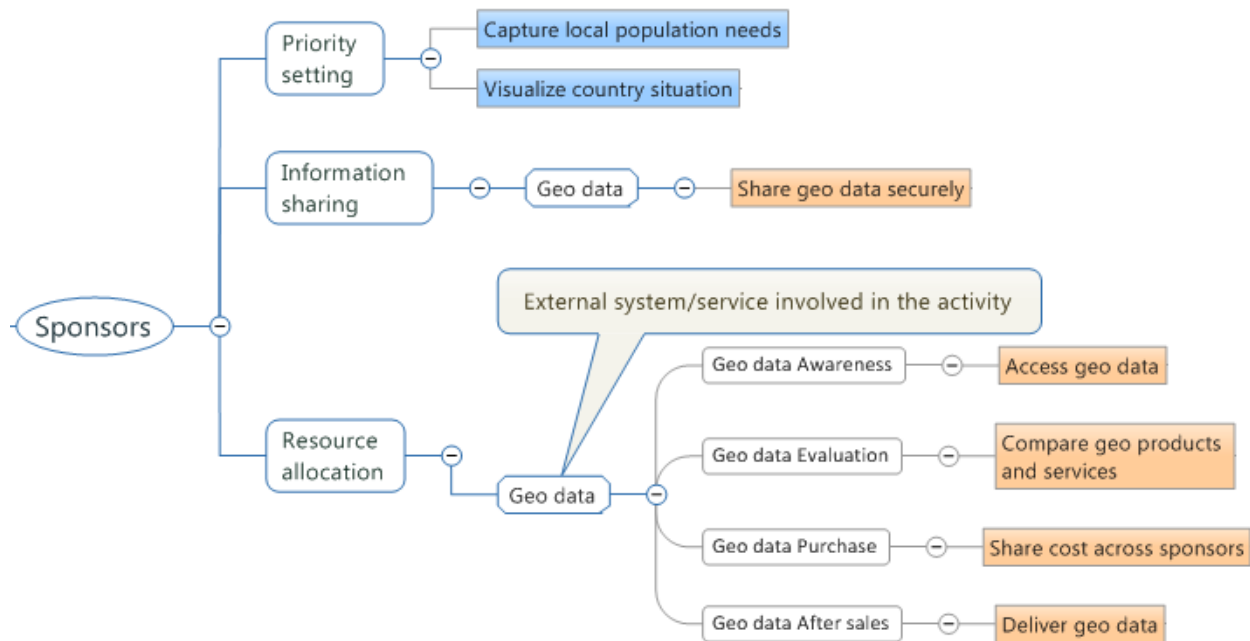 Capture local population needs
Priority
setting
Visualize country situation
Information
sharing
Geo data
Share geo data securely
External system/service involved in the activity
Sponsors
Geo data Awareness
Access geo data
Resource
allocation
Geo data Evaluation
Compare geo products
and services
Geo data
Geo data Purchase
Share cost across sponsors
Geo data After sales
Deliver geo data